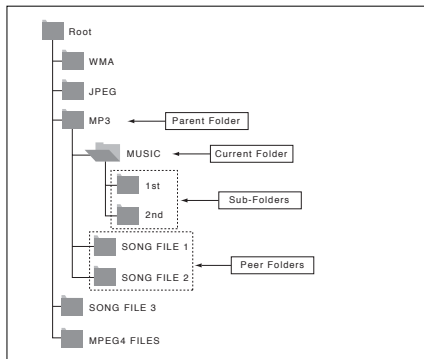 Root
WMA
JPEG
MP3
Parent Folder
MUSIC
Current Folder
1st
Sub-Folders
2nd
SONG FILE 1
Peer Folders
SONG FILE 2
SONG FILE 3
MPEG4 FILES